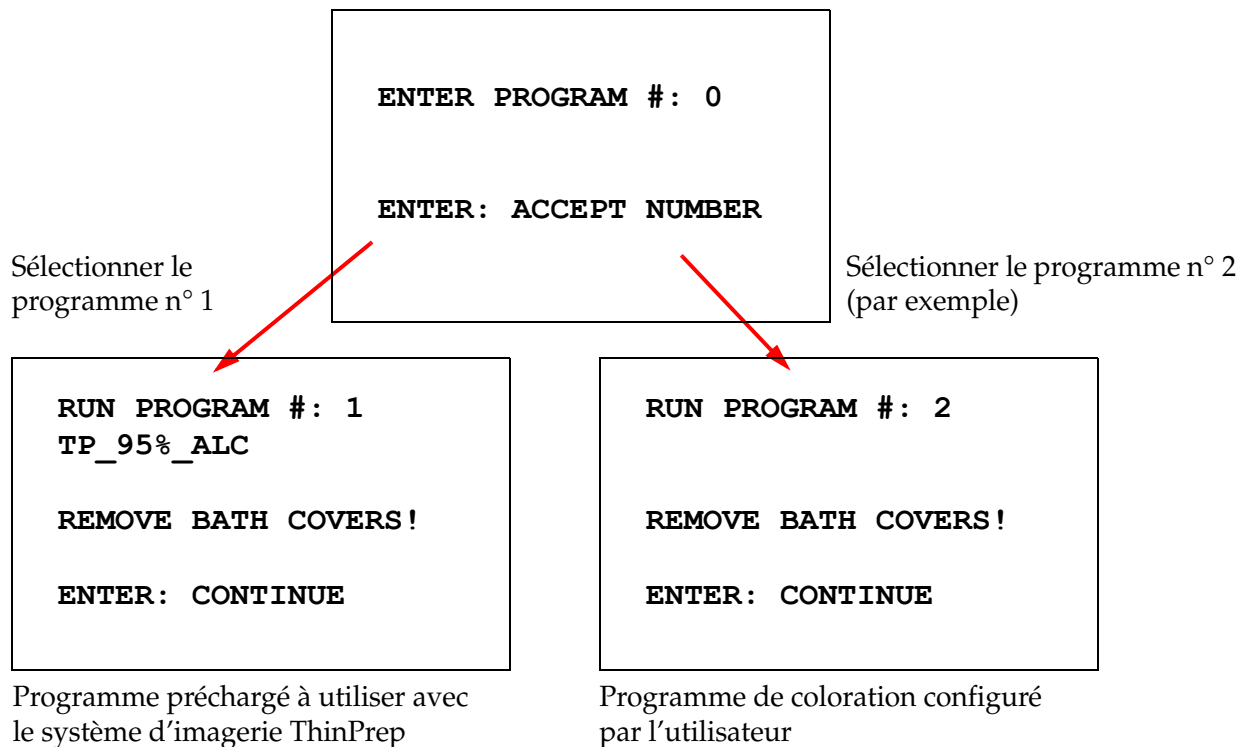 ENTER PROGRAM #: 0
ENTER: ACCEPT NUMBER
Sélectionner le
programme n° 1
Sélectionner le programme n° 2
(par exemple)
RUN PROGRAM #: 1
TP_95%_ALC
REMOVE BATH COVERS!
ENTER: CONTINUE
RUN PROGRAM #: 2
REMOVE BATH COVERS!
ENTER: CONTINUE
Programme préchargé à utiliser avec
le système d'imagerie ThinPrep
Programme de coloration configuré
par l'utilisateur